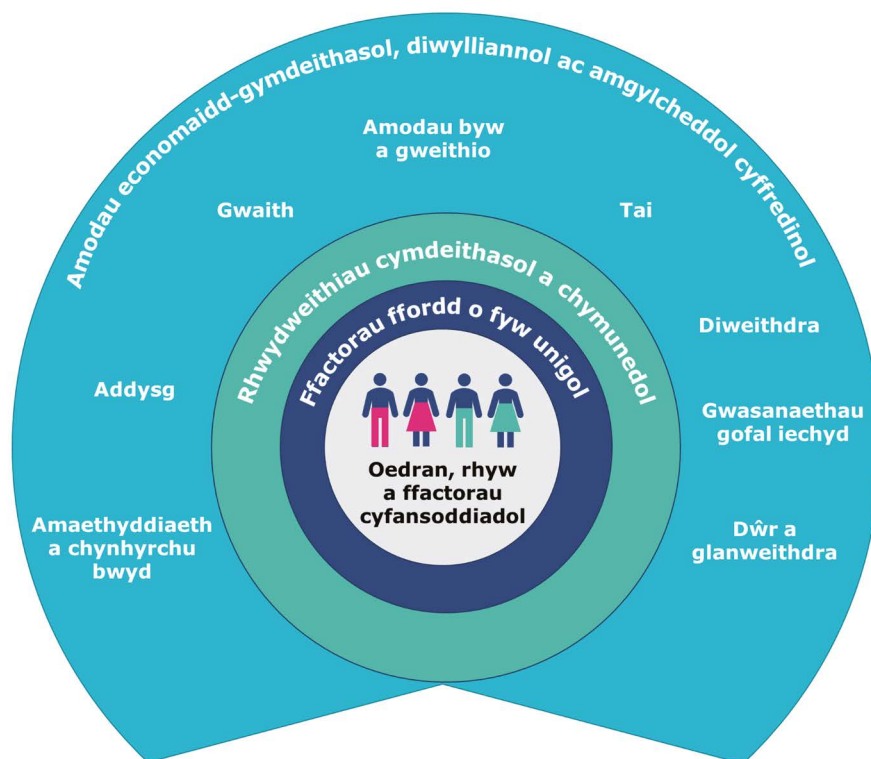 Amodau economaidd-gymdeithasol, diwylliannol ac amgylcheddol cyffredinol
Amodau byw
a gweithio
Gwaith
Tai
Rhwydweithiau cymdeithasol a chymunedol
Ffactorau ffordd o fyw unigol
Diweithdra
Addysg
Gwasanaethau
gofal iechyd
Oedran, rhyw
a ffactorau
cyfansoddiadol
Amaethyddiaeth
a chynhyrchu
bwyd
Dŵr a
glanweithdra